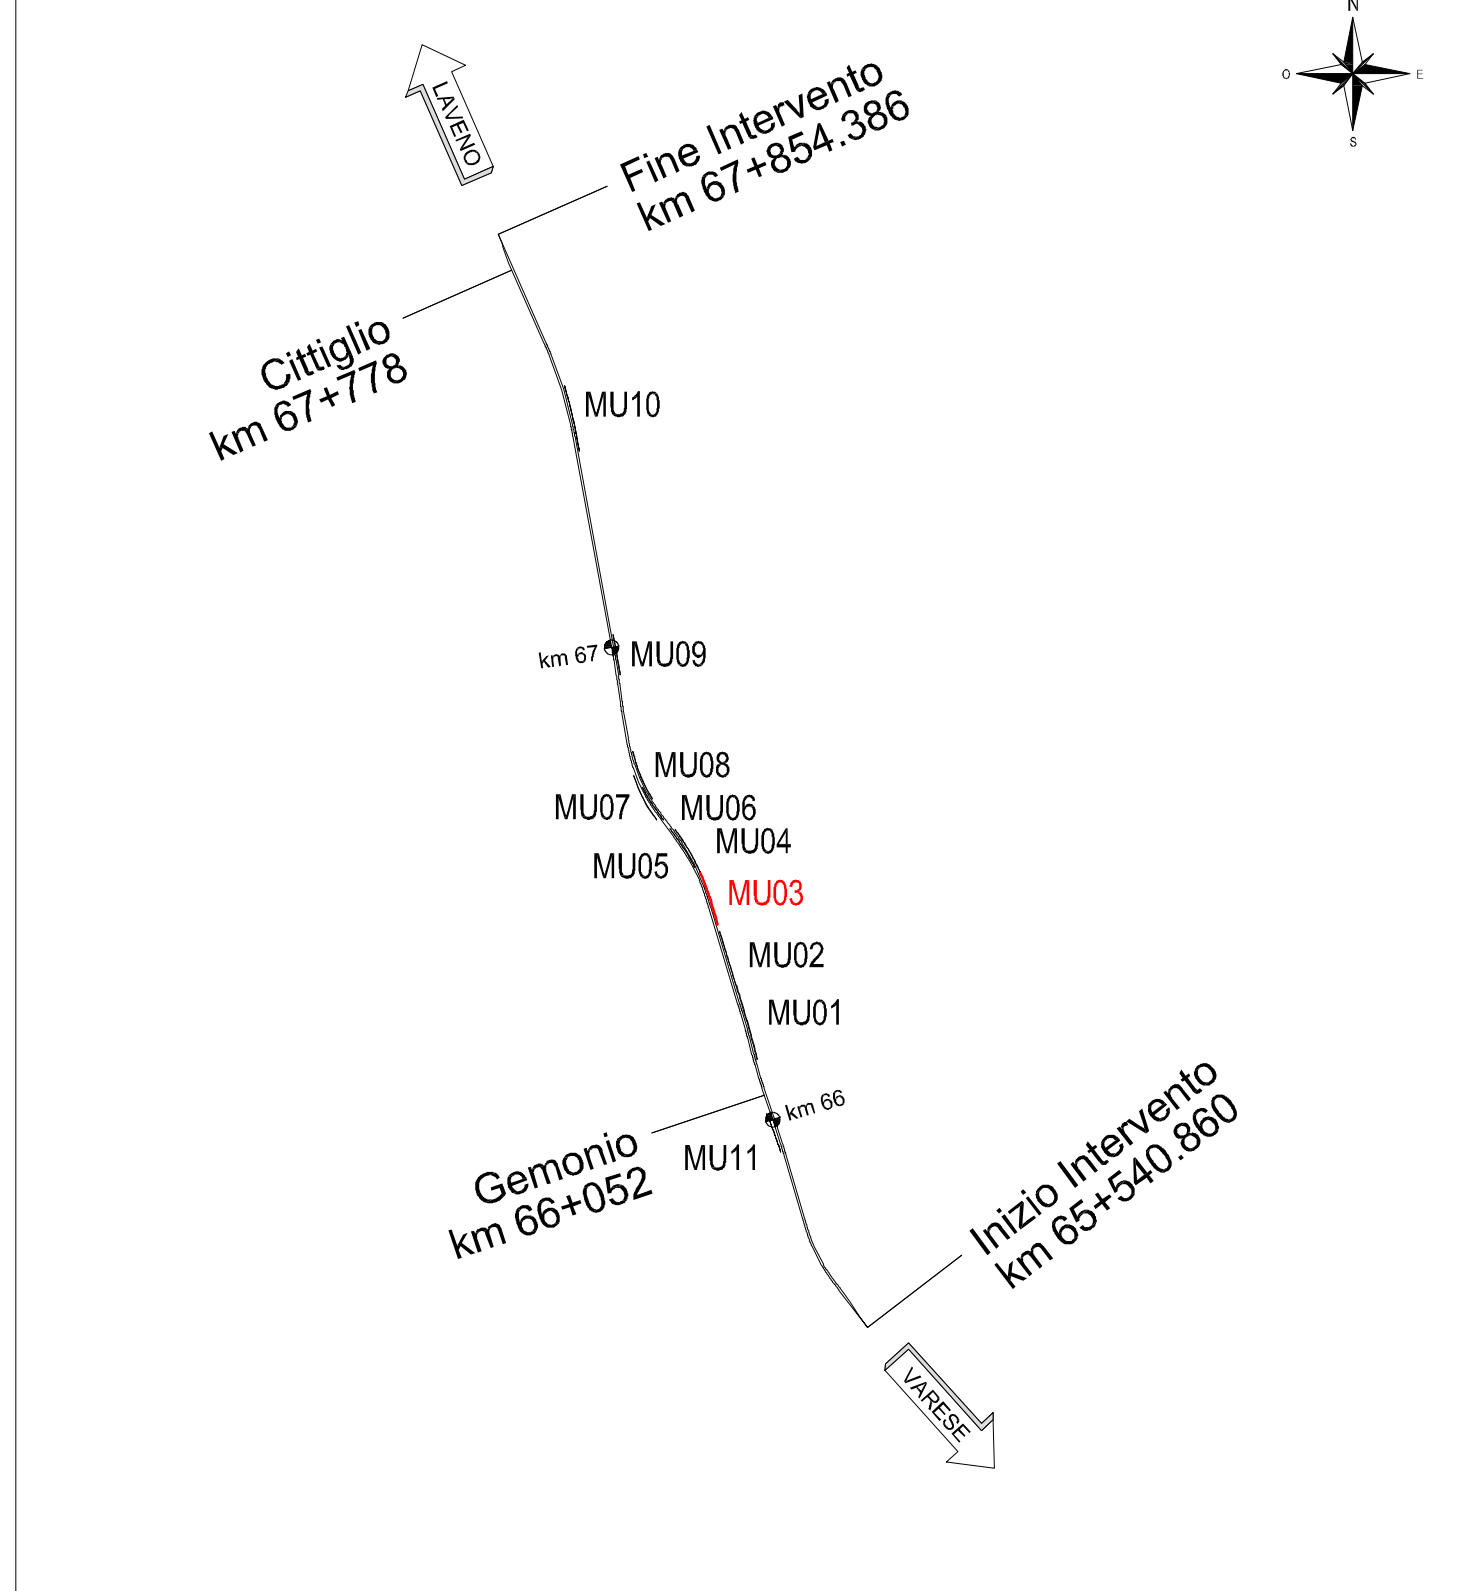 N
O
E
S
LAVENO
Fine Intervento
km 67+854.386
Cittiglio
km 67+778
MU10
km 67
MU09
MU08
MU07
MU06
MU04
MU05
MU03
MU02
MU01
km 66
Gemonio
km 66+052
MU11
Inizio Intervento
km 65+540.860
VARESE